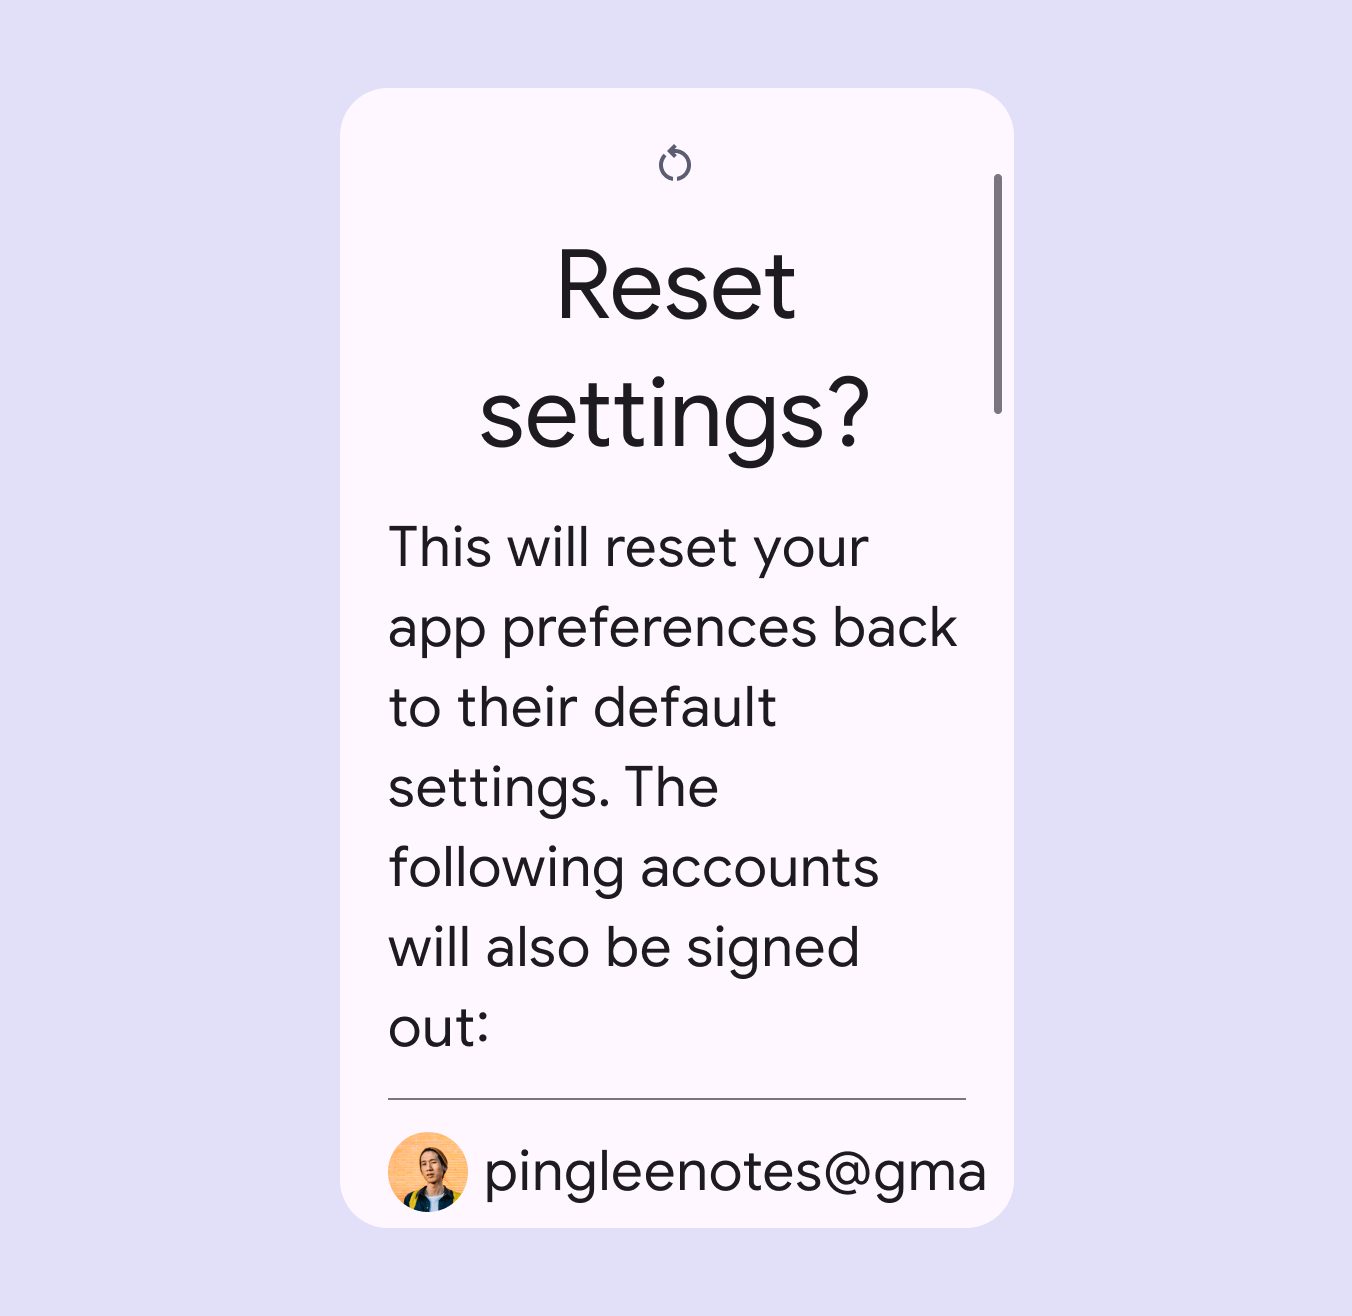 Reset
settings?
This will reset your
app preferences back
to their default
settings. The
following accounts
will also be signed
out:
pingleenotes@gma